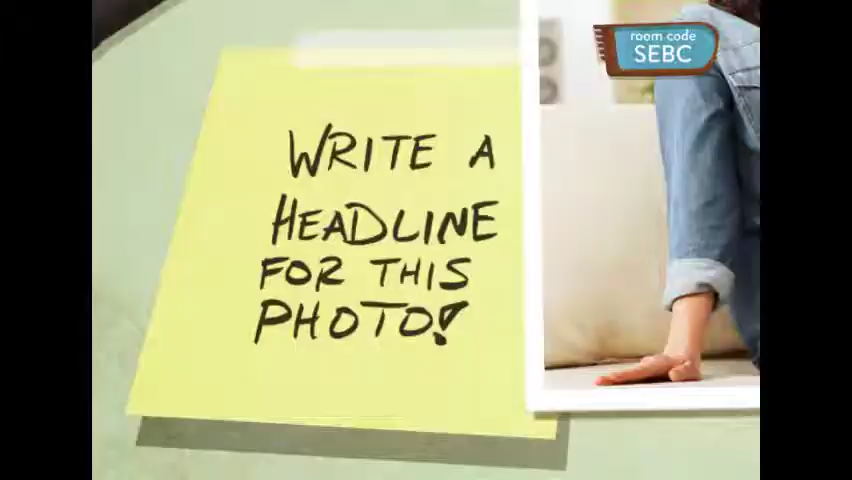 WRITE A
HEADLINE
FOR THIS
PHOTO!
room code
SEBC